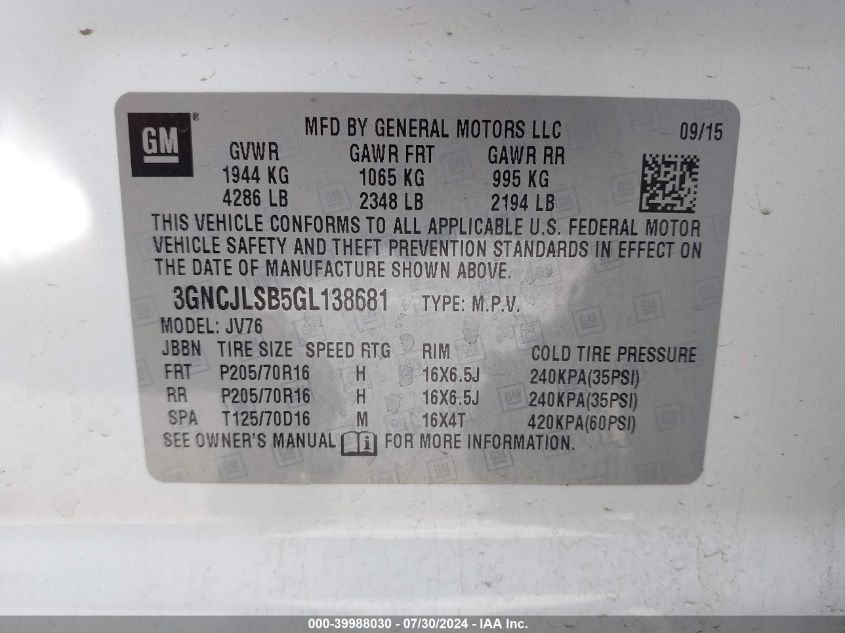 GM ®
MFD BY GENERAL MOTORS LLC 09/15
GVWR GAWR FRT GAWR RR
1944 KG 1065 KG 995 KG
4286 LB 2348 LB 2194 LB
THIS VEHICLE CONFORMS TO ALL APPLICABLE U.S. FEDERAL MOTOR
VEHICLE SAFETY AND THEFT PREVENTION STANDARDS IN EFFECT ON
THE DATE OF MANUFACTURE SHOWN ABOVE.
3GNCJLSB5GL138681 TYPE: M.P.V.
MODEL: JV76
JBBN TIRE SIZE SPEED RTG RIM COLD TIRE PRESSURE
FRT P205/70R16 H 16X6.5J 240KPA(35PSI)
RR P205/70R16 H 16X6.5J 240KPA(35PSI)
SPA T125/70D16 M 16X4T 420KPA(60PSI)
SEE OWNER'S MANUAL FOR MORE INFORMATION.
000-39988030 - 07/30/2024 - IAA Inc.